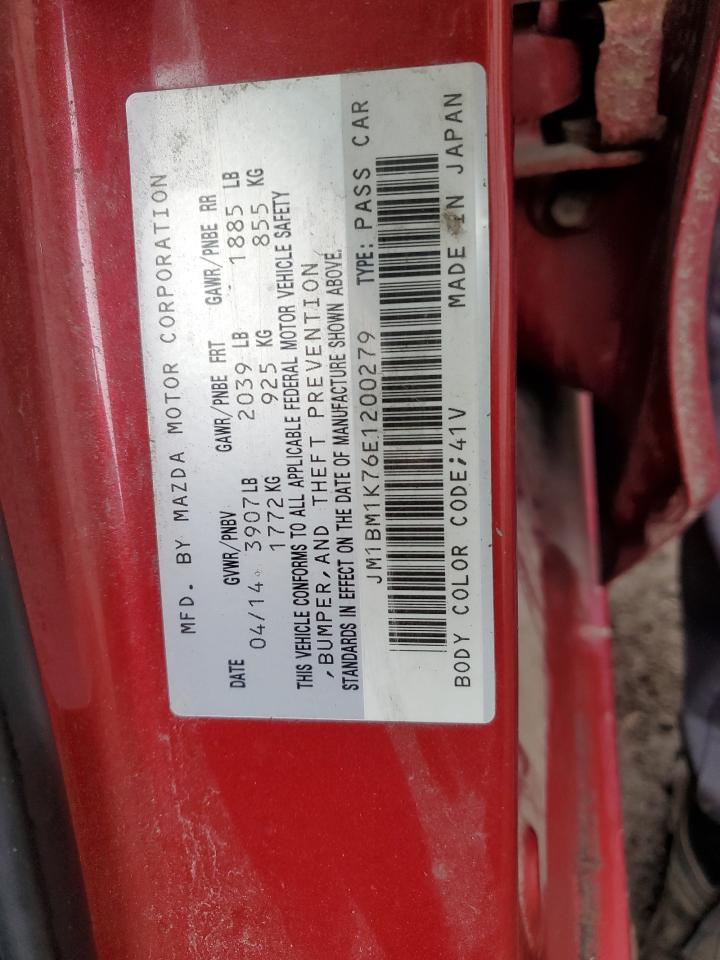 MFD. BY MAZDA MOTOR CORPORATION
DATE GVWR/PNBV GAWR/PNBE FRT GAWR/PNBE RR
04/14 3907LB 2039 LB 1885 LB
1772KG 925 KG 855 KG
THIS VEHICLE CONFORMS TO ALL APPLICABLE FEDERAL MOTOR VEHICLE SAFETY
,BUMPER,AND THEFT PREVENTION
STANDARDS IN EFFECT ON THE DATE OF MANUFACTURE SHOWN ABOVE.
JM1BM1K76E1200279 TYPE: PASS CAR
BODY COLOR CODE;41V MADE IN JAPAN